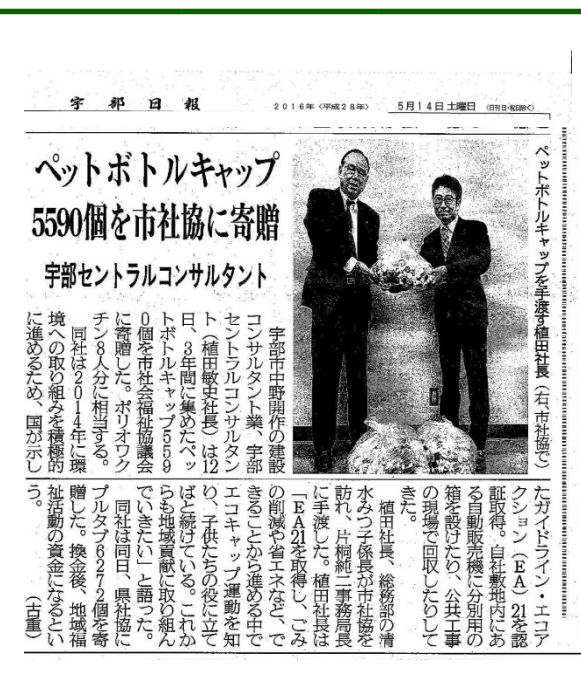 宇部日報
2016年(平成28年) 5月14日 土曜日 (日刊・日・祝日除く)
ペットボトルキャップ
5590個を市社協に寄贈
宇部セントラルコンサルタント
ペットボトルキャップを手渡す植田社長(右、市社協で)
宇部市中野開作の建設
コンサルタント業、宇部
セントラルコンサルタン
ト(植田敏史社長)は12
日、3年間に集めたペッ
トボトルキャップ559
0個を市社会福祉協議会
に寄贈した。ポリオワク
チン8人分に相当する。
同社は2014年に環
境への取り組みを積極的
に進めるため、国が示し
たガイドライン・エコア
クション(EA)21を認
証取得。自社敷地内にあ
る自動販売機に分別用の
箱を設けたり、公共工事
の現場で回収したりして
きた。
植田社長、総務部の清
水みつ子係長が市社協を
訪れ、片桐純二事務局長
に手渡した。植田社長は
「EA21を取得し、ごみ
の削減や省エネなど、で
きることから進める中で
エコキャップ運動を知
り、子供たちの役に立て
ばと続けている。これか
らも地域貢献に取り組ん
でいきたい」と語った。
同社は同日、県社協に
プルタブ6272個を寄
贈した。換金後、地域福
祉活動の資金になるとい
う。
(古重)